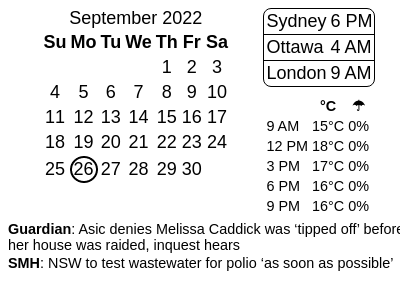 September 2022
Su Mo Tu We Th Fr Sa
1 2 3
4 5 6 7 8 9 10
11 12 13 14 15 16 17
18 19 20 21 22 23 24
25 26 27 28 29 30
Sydney 6 PM
Ottawa 4 AM
London 9 AM
°C ☂
9 AM 15°C 0%
12 PM 18°C 0%
3 PM 17°C 0%
6 PM 16°C 0%
9 PM 16°C 0%
Guardian: Asic denies Melissa Caddick was ‘tipped off’ before
her house was raided, inquest hears
SMH: NSW to test wastewater for polio ‘as soon as possible’